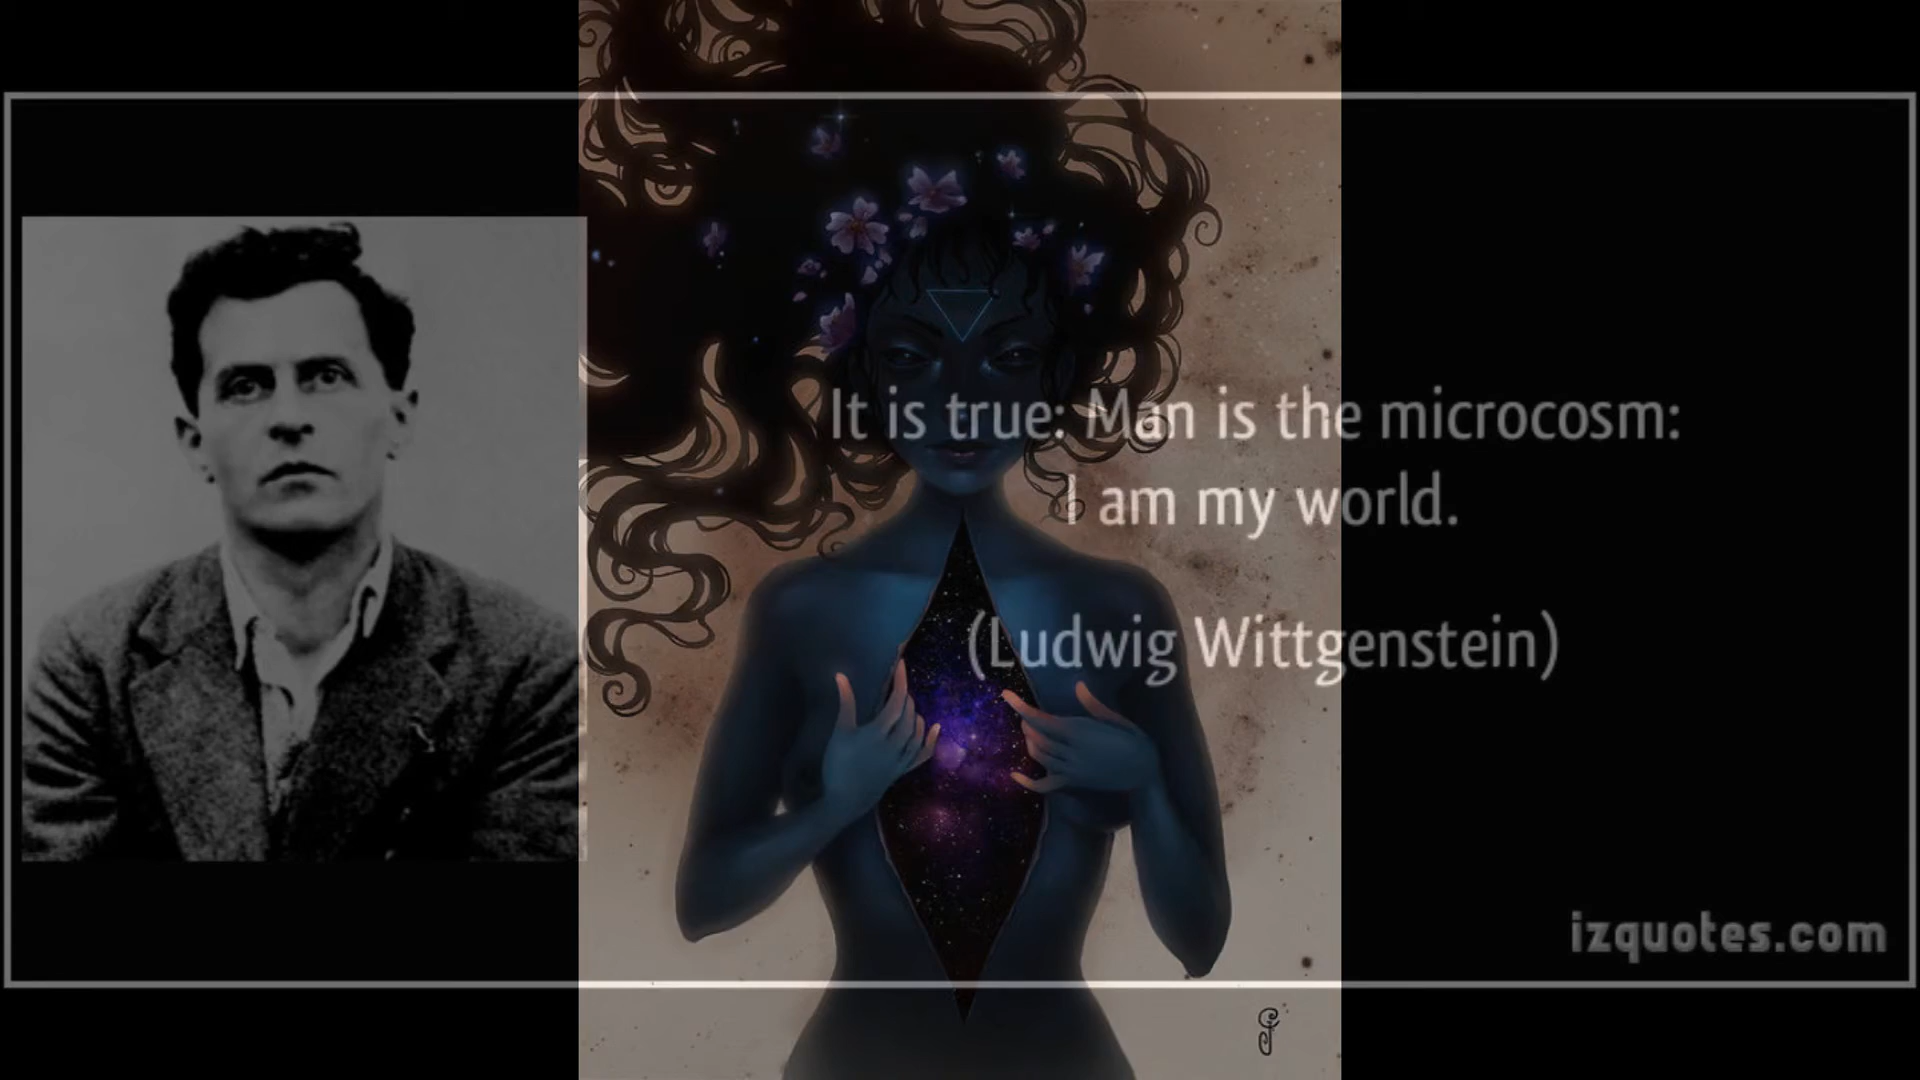 It is true: Man is the microcosm:
I am my world.
(Ludwig Wittgenstein)
izquotes.com